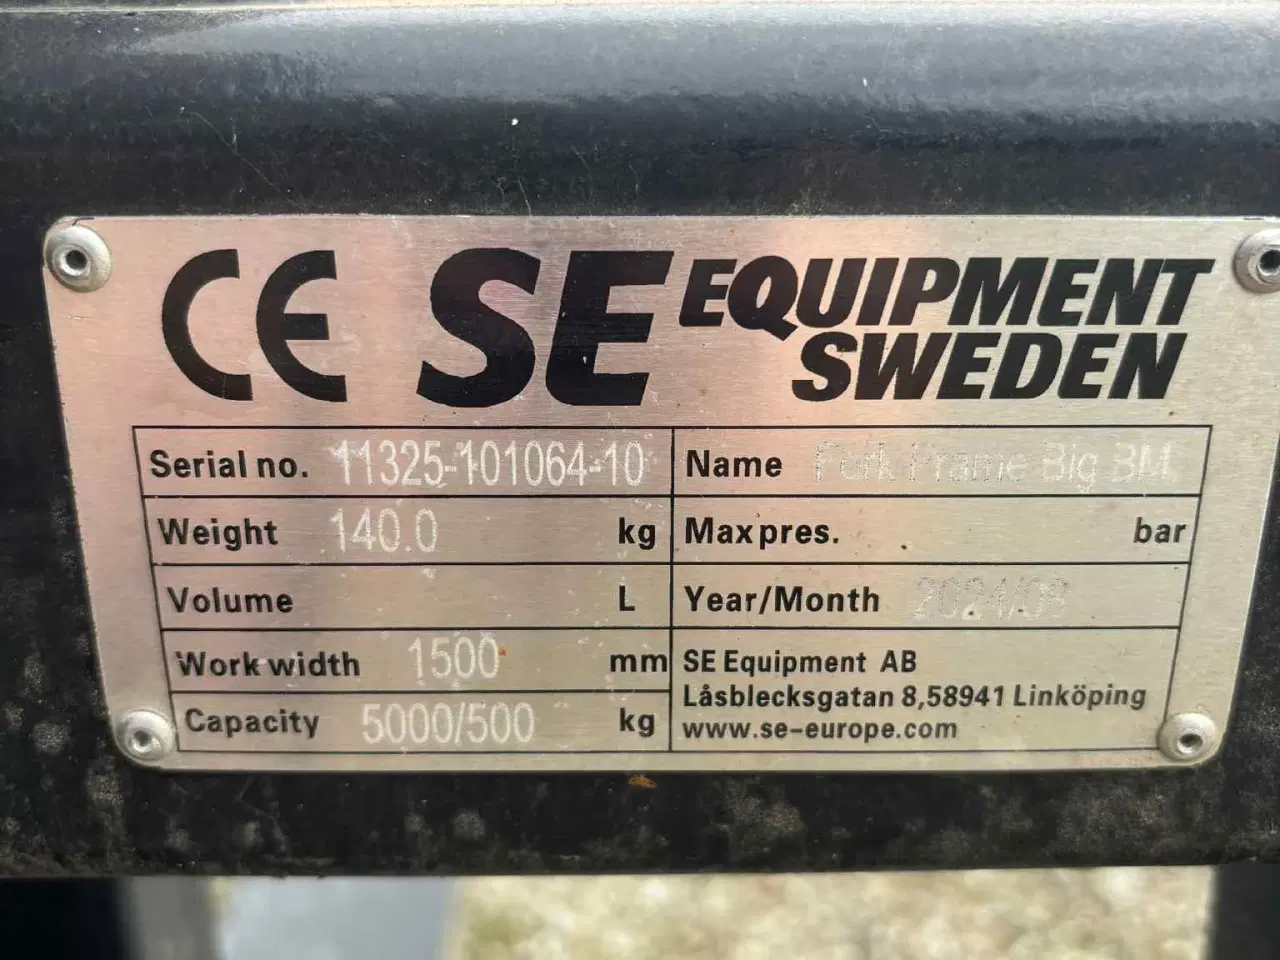 CE SE EQUIPMENT
SWEDEN
Serial no. 11325-101064-10 Name Fork Frame Big BM
Weight 140.0 kg Max pres. bar
Volume L Year/Month 2024/08
Work width 1500 mm SE Equipment AB
Låsblecksgatan 8,58941 Linköping
Capacity 5000/500 kg www.se-europe.com